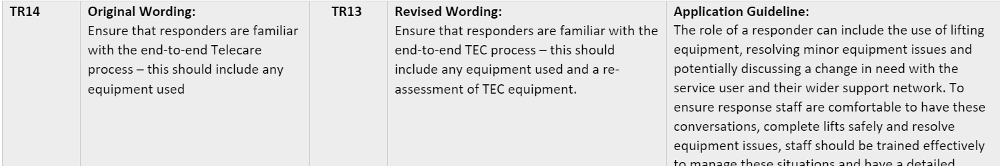 TR14
Original Wording:
Ensure that responders are familiar
with the end-to-end Telecare
process – this should include any
equipment used
TR13
Revised Wording:
Ensure that responders are familiar with the
end-to-end TEC process – this should
include any equipment used and a re-
assessment of TEC equipment.
Application Guideline:
The role of a responder can include the use of lifting
equipment, resolving minor equipment issues and
potentially discussing a change in need with the
service user and their wider support network. To
ensure response staff are comfortable to have these
conversations, complete lifts safely and resolve
equipment issues, staff should be trained effectively
to manage these situations and have a detailed